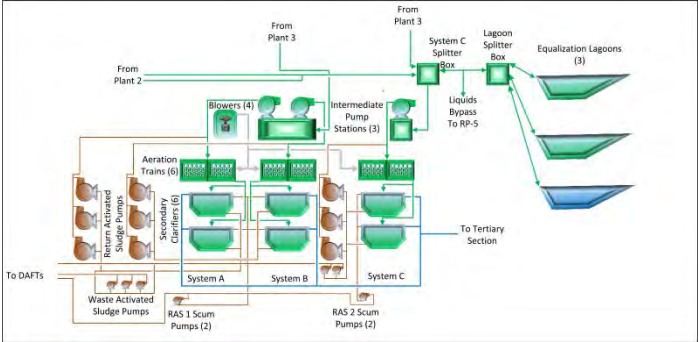 From
Plant 3
From
Plant 3
System C
Splitter
Box
Lagoon
Splitter
Box
Equalization Lagoons
(3)
From
Plant 2
Blowers (4)
Intermediate
Pump
Stations (3)
Liquids
Bypass
To RP-5
Aeration
Trains (6)
Return Activated
Sludge Pumps
Secondary
Clarifiers (6)
To Tertiary
Section
To DAFTs
System A
System B
System C
Waste Activated
Sludge Pumps
RAS 1 Scum
Pumps (2)
RAS 2 Scum
Pumps (2)